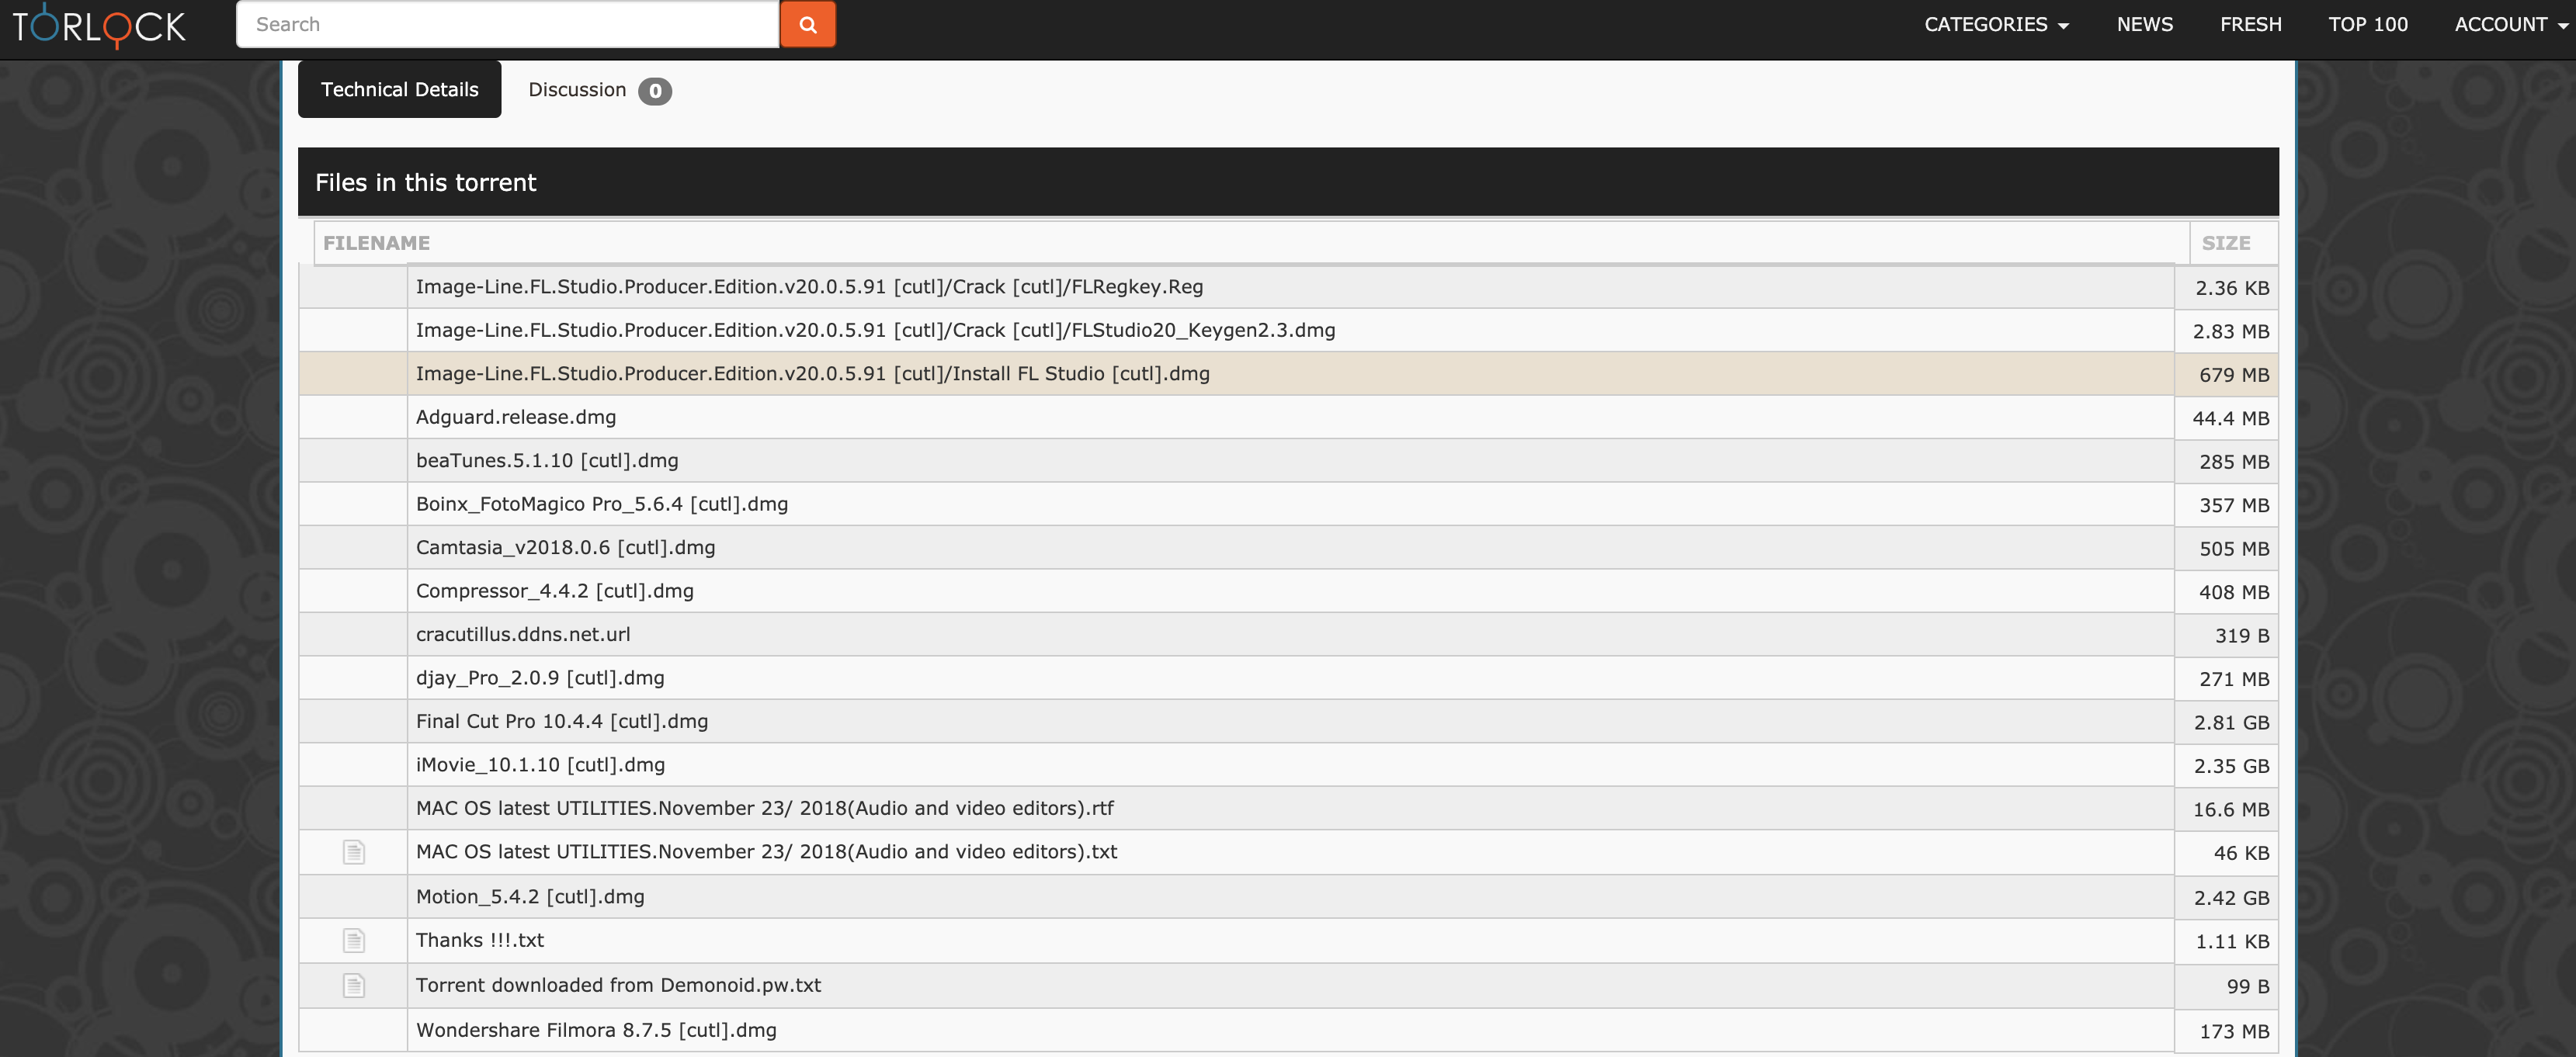 TORLOCK Search CATEGORIES NEWS FRESH TOP 100 ACCOUNT
Technical Details Discussion 0
Files in this torrent
FILENAME SIZE
Image-Line.FL.Studio.Producer.Edition.v20.0.5.91 [cutl]/Crack [cutl]/FLRegkey.Reg 2.36 KB
Image-Line.FL.Studio.Producer.Edition.v20.0.5.91 [cutl]/Crack [cutl]/FLStudio20_Keygen2.3.dmg 2.83 MB
Image-Line.FL.Studio.Producer.Edition.v20.0.5.91 [cutl]/Install FL Studio [cutl].dmg 679 MB
Adguard.release.dmg 44.4 MB
beaTunes.5.1.10 [cutl].dmg 285 MB
Boinx_FotoMagico Pro_5.6.4 [cutl].dmg 357 MB
Camtasia_v2018.0.6 [cutl].dmg 505 MB
Compressor_4.4.2 [cutl].dmg 408 MB
cracutillus.ddns.net.url 319 B
djay_Pro_2.0.9 [cutl].dmg 271 MB
Final Cut Pro 10.4.4 [cutl].dmg 2.81 GB
iMovie_10.1.10 [cutl].dmg 2.35 GB
MAC OS latest UTILITIES.November 23/ 2018(Audio and video editors).rtf 16.6 MB
MAC OS latest UTILITIES.November 23/ 2018(Audio and video editors).txt 46 KB
Motion_5.4.2 [cutl].dmg 2.42 GB
Thanks !!!.txt 1.11 KB
Torrent downloaded from Demonoid.pw.txt 99 B
Wondershare Filmora 8.7.5 [cutl].dmg 173 MB